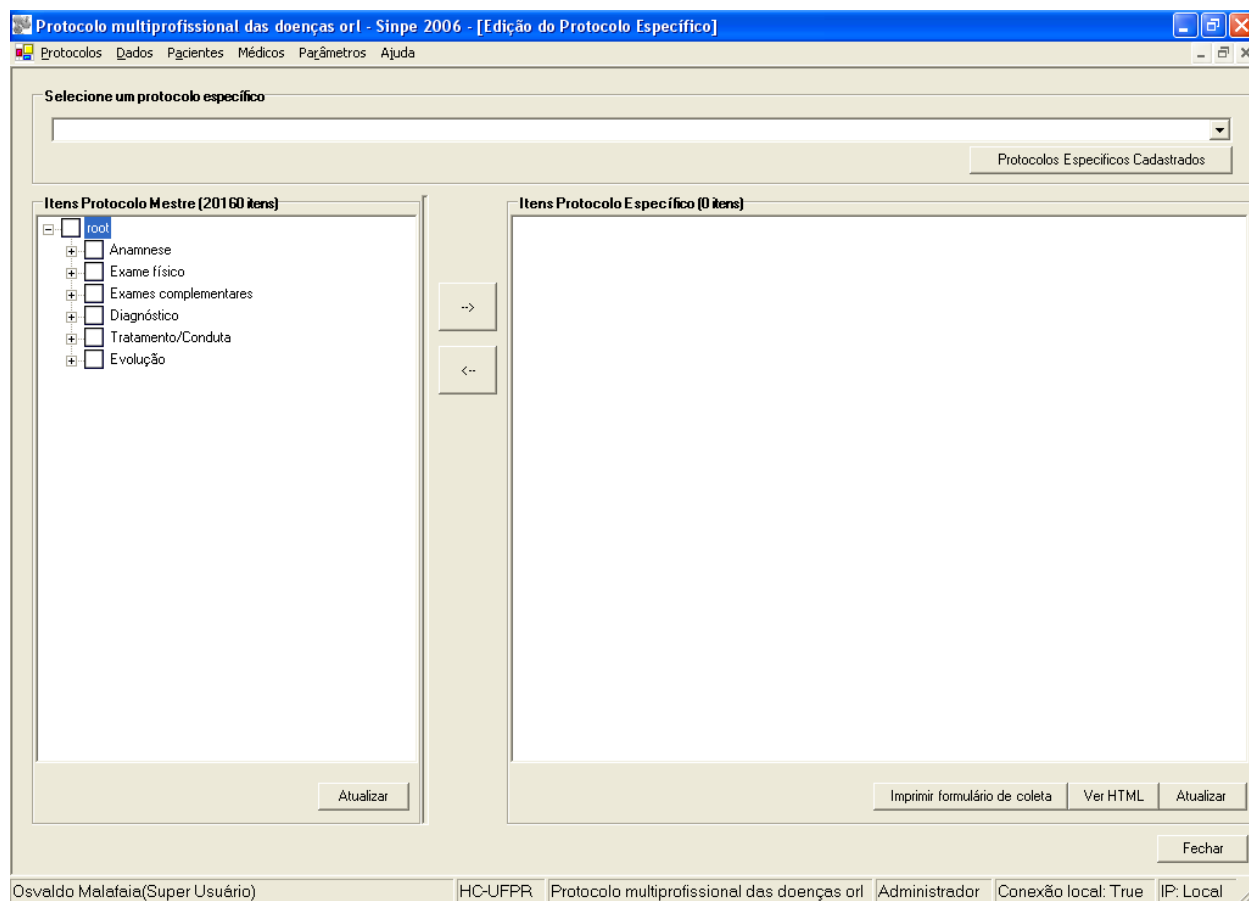 Protocolo multiprofissional das doenças orl - Sinpe 2006 - [Edição do Protocolo Específico]
Protocolos Dados Pacientes Médicos Parâmetros Ajuda
Selecione um protocolo específico
Protocolos Especificos Cadastrados
Itens Protocolo Mestre (20160 itens)
root
Anamnese
Exame físico
Exames complementares
Diagnóstico
Tratamento/Conduta
Evolução
Atualizar
-->
<--
Itens Protocolo Específico (0 itens)
Imprimir formulário de coleta Ver HTML Atualizar
Fechar
Osvaldo Malafaia(Super Usuário) HC-UFPR Protocolo multiprofissional das doenças orl Administrador Conexão local: True IP: Local